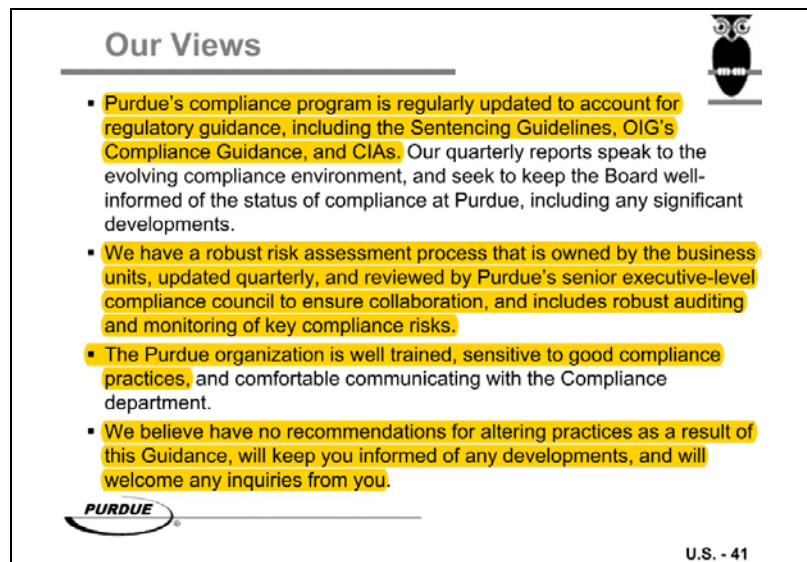 Our Views
▪ Purdue's compliance program is regularly updated to account for
regulatory guidance, including the Sentencing Guidelines, OIG's
Compliance Guidance, and CIAs. Our quarterly reports speak to the
evolving compliance environment, and seek to keep the Board well-
informed of the status of compliance at Purdue, including any significant
developments.
▪ We have a robust risk assessment process that is owned by the business
units, updated quarterly, and reviewed by Purdue's senior executive-level
compliance council to ensure collaboration, and includes robust auditing
and monitoring of key compliance risks.
▪ The Purdue organization is well trained, sensitive to good compliance
practices, and comfortable communicating with the Compliance
department.
▪ We believe have no recommendations for altering practices as a result of
this Guidance, will keep you informed of any developments, and will
welcome any inquiries from you.
PURDUE
®
U.S. - 41